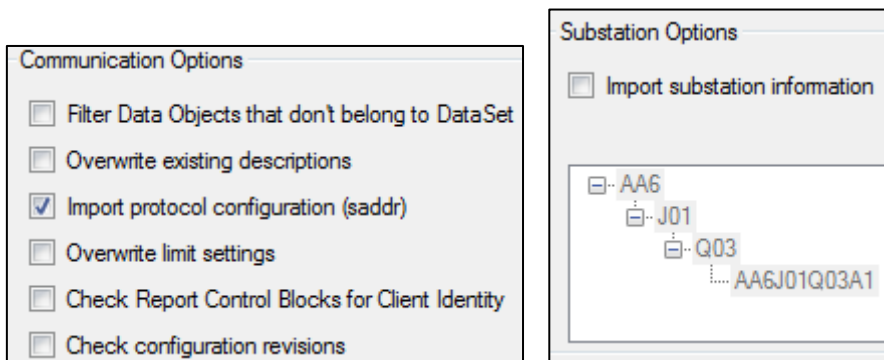 Communication Options
Filter Data Objects that don't belong to DataSet
Overwrite existing descriptions
Import protocol configuration (saddr)
Overwrite limit settings
Check Report Control Blocks for Client Identity
Check configuration revisions
Substation Options
Import substation information
AA6
J01
Q03
AA6J01Q03A1